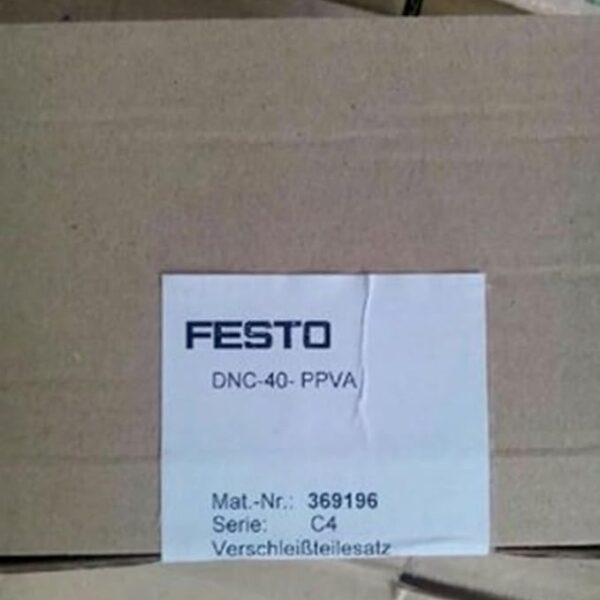 FESTO
DNC-40- PPVA
Mat.-Nr.: 369196
Serie: C4
Verschleißteilesatz